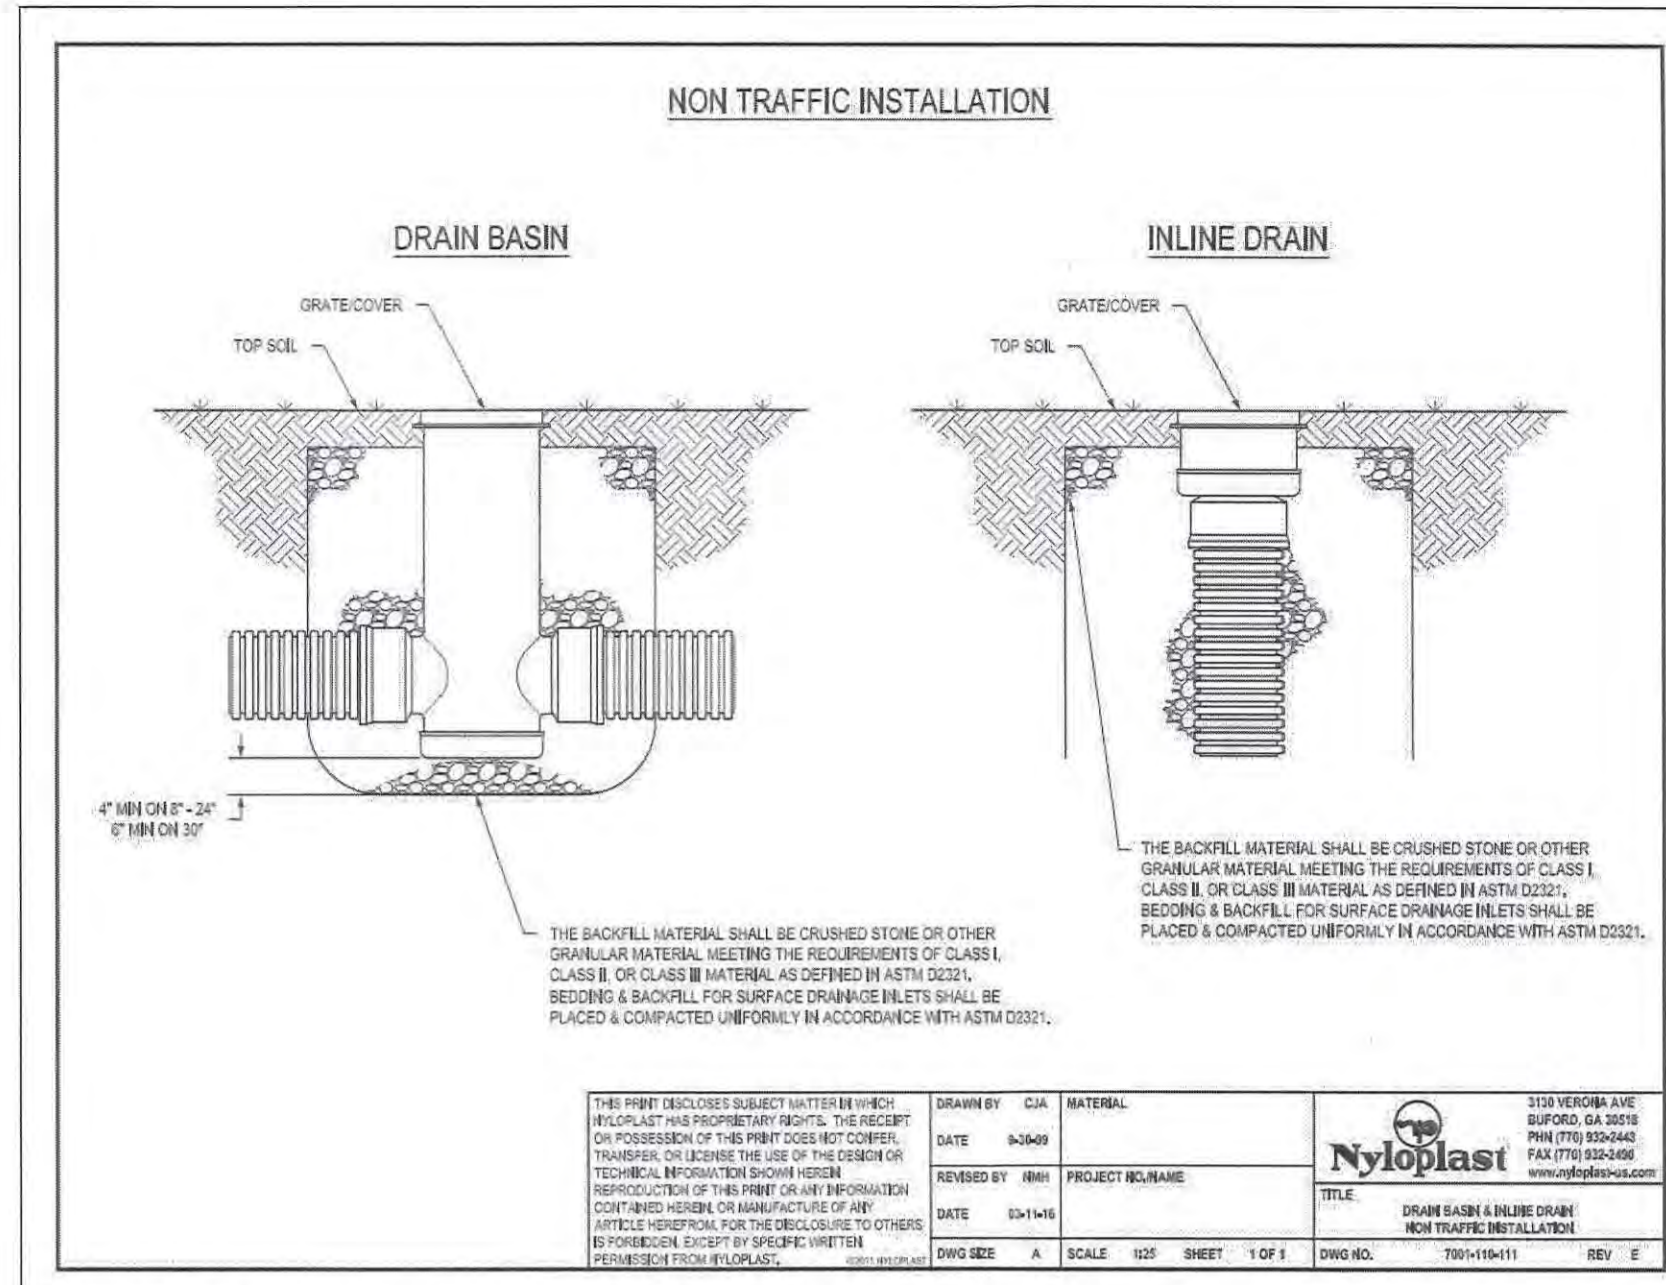 NON TRAFFIC INSTALLATION
DRAIN BASIN
GRATE/COVER
TOP SOIL
4" MIN ON 8" - 24"
6" MIN ON 30"
THE BACKFILL MATERIAL SHALL BE CRUSHED STONE OR OTHER
GRANULAR MATERIAL MEETING THE REQUIREMENTS OF CLASS I,
CLASS II, OR CLASS III MATERIAL AS DEFINED IN ASTM D2321.
BEDDING & BACKFILL FOR SURFACE DRAINAGE INLETS SHALL BE
PLACED & COMPACTED UNIFORMLY IN ACCORDANCE WITH ASTM D2321.
INLINE DRAIN
GRATE/COVER
TOP SOIL
THE BACKFILL MATERIAL SHALL BE CRUSHED STONE OR OTHER
GRANULAR MATERIAL MEETING THE REQUIREMENTS OF CLASS I,
CLASS II, OR CLASS III MATERIAL AS DEFINED IN ASTM D2321.
BEDDING & BACKFILL FOR SURFACE DRAINAGE INLETS SHALL BE
PLACED & COMPACTED UNIFORMLY IN ACCORDANCE WITH ASTM D2321.
THIS PRINT DISCLOSES SUBJECT MATTER IN WHICH
NYLOPLAST HAS PROPRIETARY RIGHTS. THE RECEIPT
OR POSSESSION OF THIS PRINT DOES NOT CONFER,
TRANSFER, OR LICENSE THE USE OF THE DESIGN OR
TECHNICAL INFORMATION SHOWN HEREIN
REPRODUCTION OF THIS PRINT OR ANY INFORMATION
CONTAINED HEREIN, OR MANUFACTURE OF ANY
ARTICLE HEREFROM, FOR THE DISCLOSURE TO OTHERS
IS FORBIDDEN, EXCEPT BY SPECIFIC WRITTEN
PERMISSION FROM NYLOPLAST.
©2011 NYLOPLAST
DRAWN BY CJA
DATE 9-30-09
REVISED BY NMH
DATE 03-11-16
DWG SIZE A
MATERIAL
PROJECT NO./NAME
SCALE 1:25 SHEET 1 OF 1
Nyloplast
3130 VERONA AVE
BUFORD, GA 30518
PHN (770) 932-2443
FAX (770) 932-2490
www.nyloplast-us.com
TITLE
DRAIN BASIN & INLINE DRAIN
NON TRAFFIC INSTALLATION
DWG NO. 7001-110-111 REV E